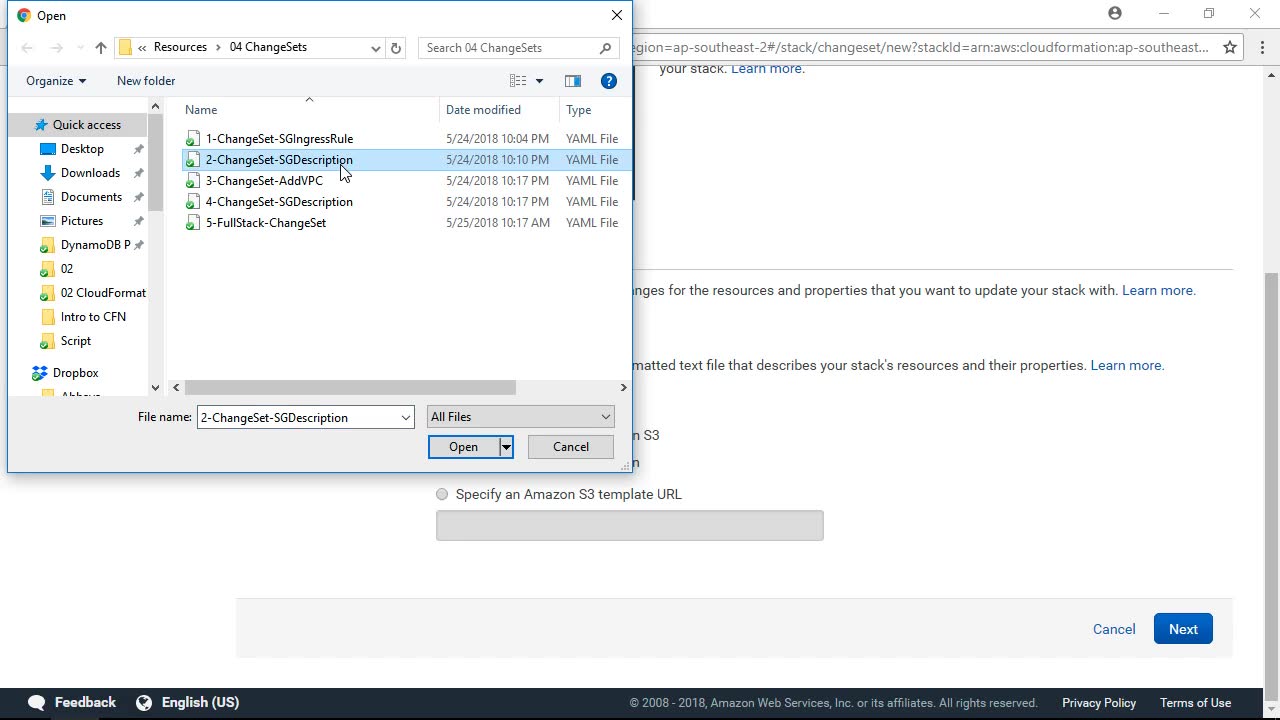 Open
« Resources › 04 ChangeSets
Search 04 ChangeSets
egion=ap-southeast-2#/stack/changeset/new?stackId=arn:aws:cloudformation:ap-southeast...
Organize
New folder
your stack. Learn more.
Name
Date modified
Type
Quick access
Desktop
Downloads
Documents
Pictures
DynamoDB P
02
02 CloudFormat
Intro to CFN
Script
Dropbox
1-ChangeSet-SGIngressRule 5/24/2018 10:04 PM YAML File
2-ChangeSet-SGDescription 5/24/2018 10:10 PM YAML File
3-ChangeSet-AddVPC 5/24/2018 10:17 PM YAML File
4-ChangeSet-SGDescription 5/24/2018 10:17 PM YAML File
5-FullStack-ChangeSet 5/25/2018 10:17 AM YAML File
nges for the resources and properties that you want to update your stack with. Learn more.
matted text file that describes your stack's resources and their properties. Learn more.
File name: 2-ChangeSet-SGDescription
All Files
Open
Cancel
n S3
n
Specify an Amazon S3 template URL
Cancel
Next
Feedback
English (US)
© 2008 - 2018, Amazon Web Services, Inc. or its affiliates. All rights reserved.
Privacy Policy
Terms of Use